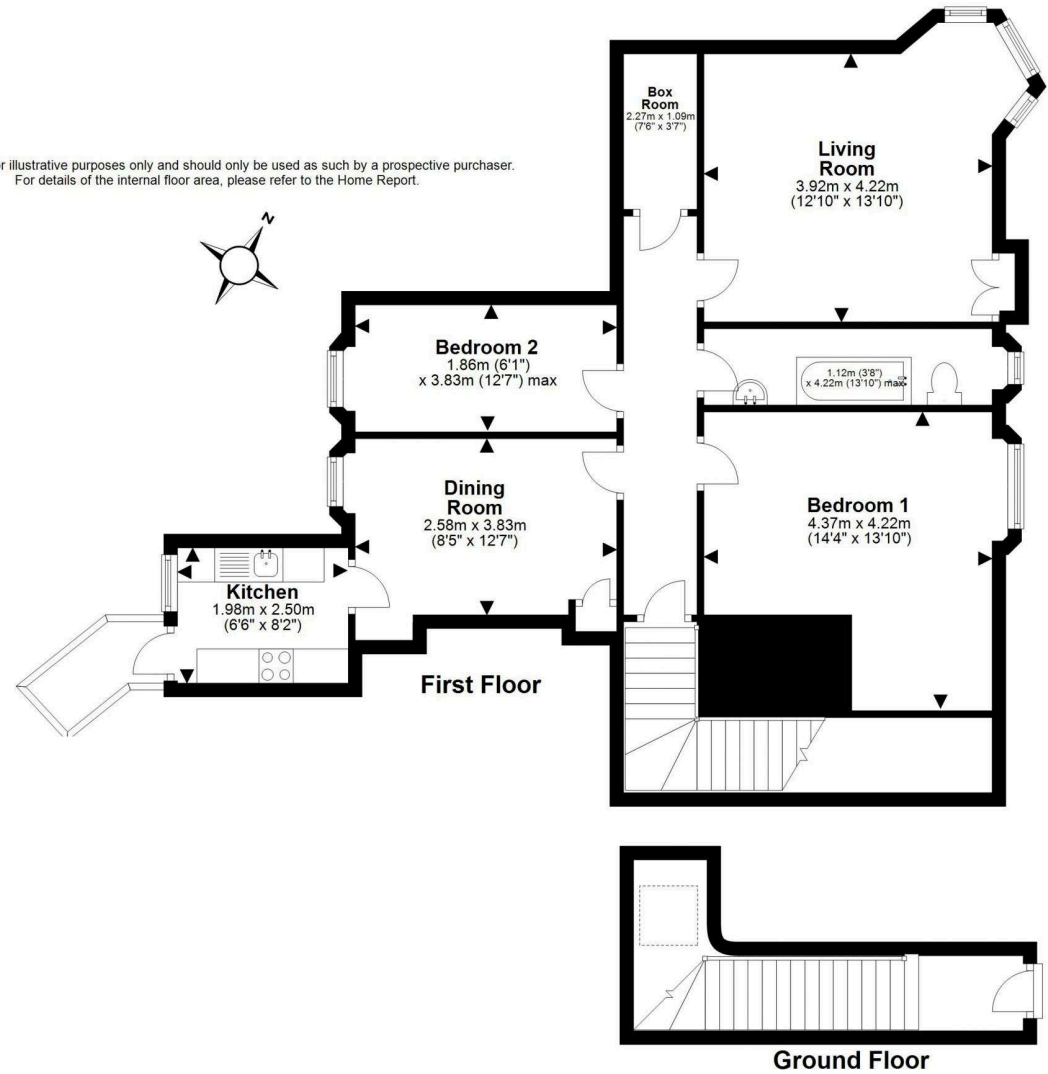 r illustrative purposes only and should only be used as such by a prospective purchaser.
For details of the internal floor area, please refer to the Home Report.
N
Box
Room
2.27m x 1.09m
(7'6" x 3'7")
Living
Room
3.92m x 4.22m
(12'10" x 13'10")
Bedroom 2
1.86m (6'1")
x 3.83m (12'7") max
1.12m (3'8")
x 4.22m (13'10") max
Dining
Room
2.58m x 3.83m
(8'5" x 12'7")
Bedroom 1
4.37m x 4.22m
(14'4" x 13'10")
Kitchen
1.98m x 2.50m
(6'6" x 8'2")
First Floor
Ground Floor